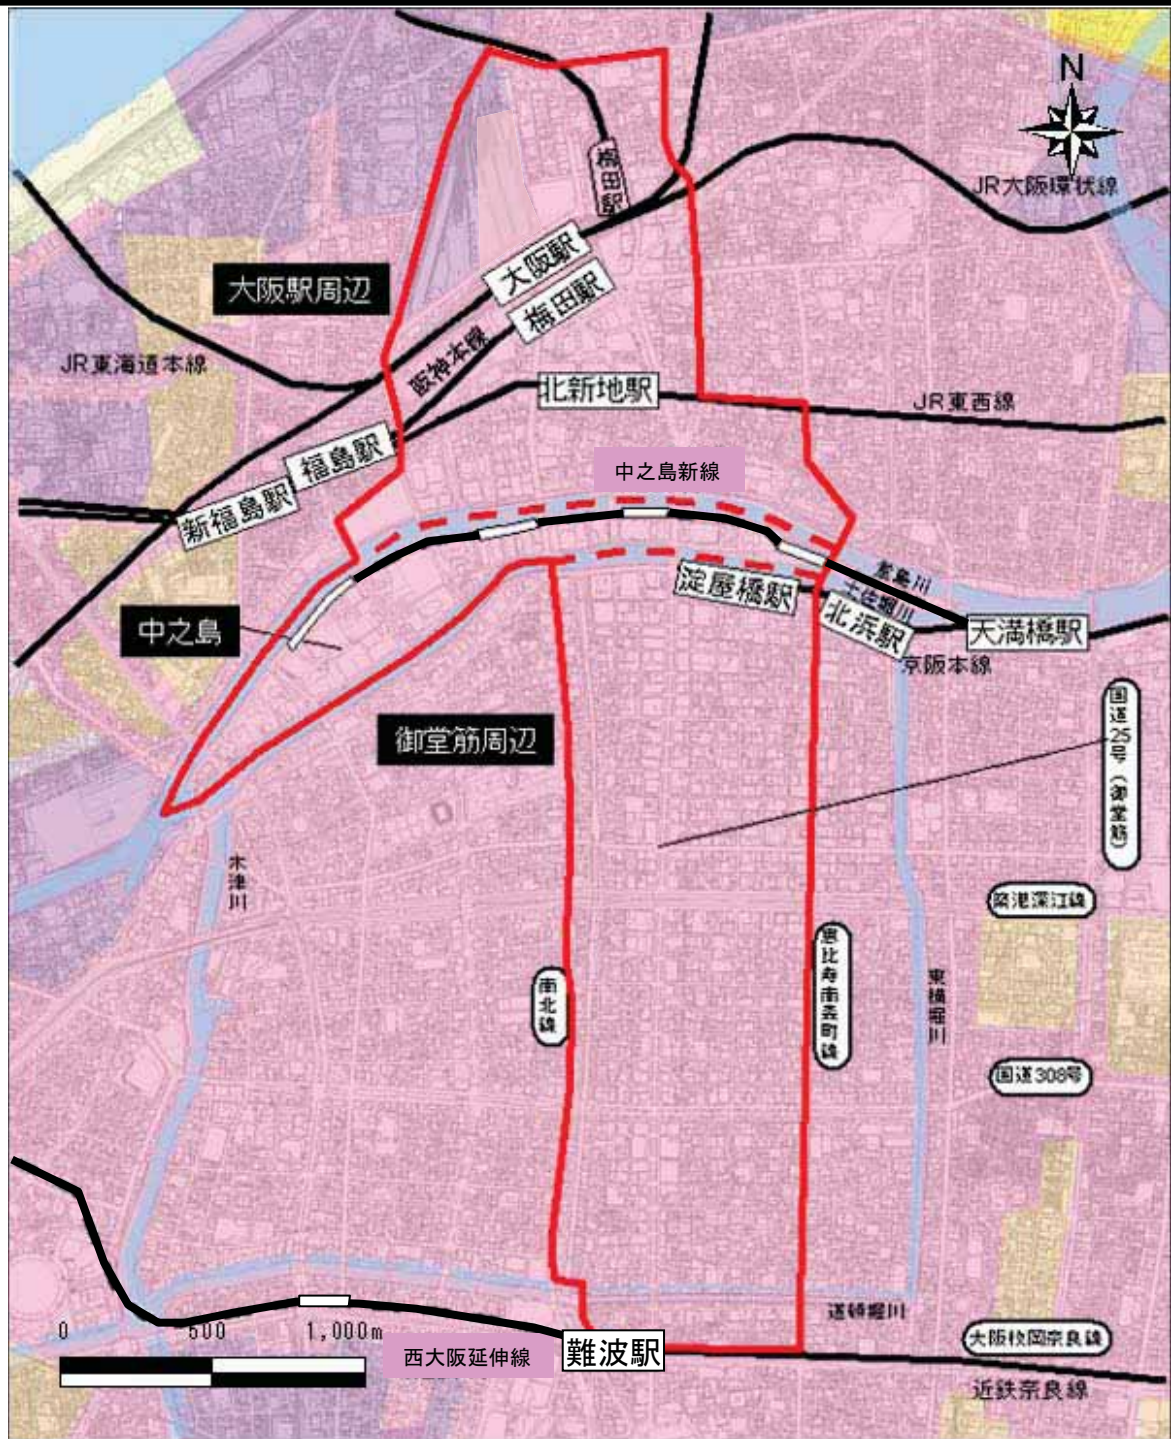 N
JR大阪環状線
梅田駅
大阪駅
梅田駅
大阪駅周辺
阪神本線
JR東海道本線
北新地駅
JR東西線
福島駅
中之島新線
新福島駅
堂島川
淀屋橋駅
土佐堀川
北浜駅
天満橋駅
中之島
京阪本線
御堂筋周辺
国道25号(御堂筋)
木津川
築港深江線
恵比寿南森町線
南北線
東横堀川
国道308号
道頓堀川
0 500 1,000m
西大阪延伸線
難波駅
大阪枚岡奈良線
近鉄奈良線